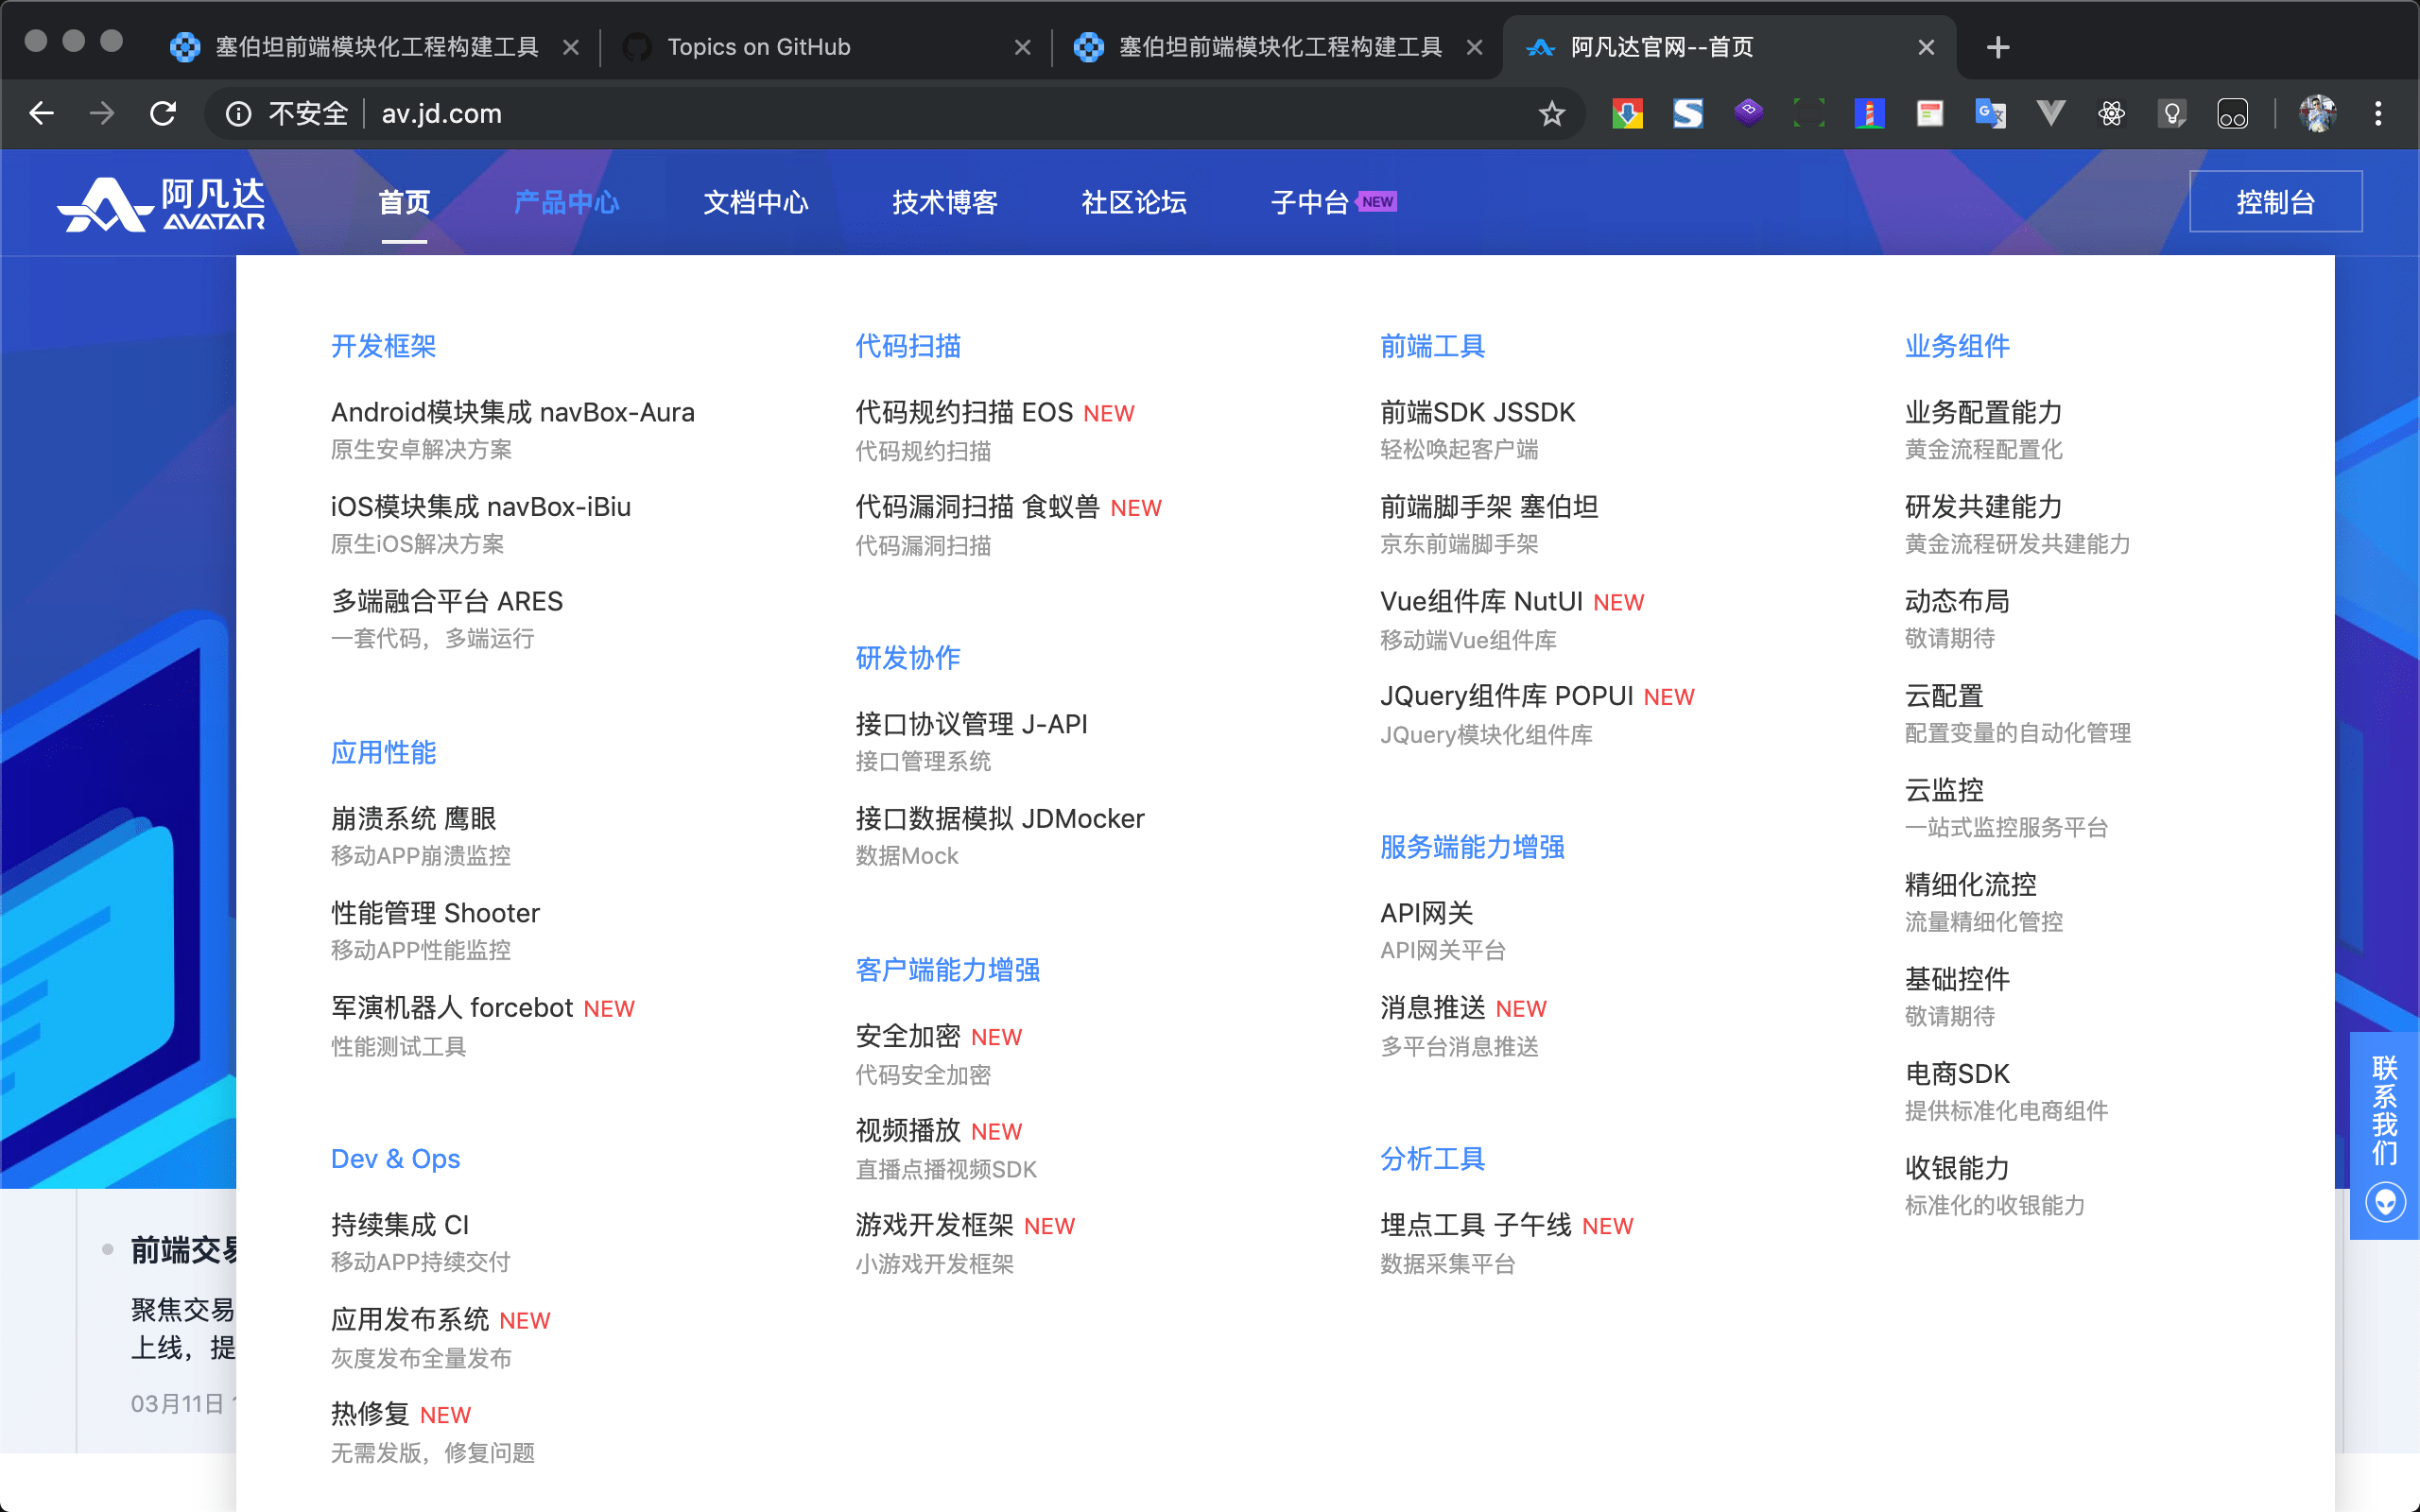 塞伯坦前端模块化工程构建工具
Topics on GitHub
塞伯坦前端模块化工程构建工具
阿凡达官网--首页
不安全
av.jd.com
阿凡达
AVATAR
首页
产品中心
文档中心
技术博客
社区论坛
子中台 NEW
控制台
开发框架
Android模块集成 navBox-Aura
原生安卓解决方案
iOS模块集成 navBox-iBiu
原生iOS解决方案
多端融合平台 ARES
一套代码，多端运行
应用性能
崩溃系统 鹰眼
移动APP崩溃监控
性能管理 Shooter
移动APP性能监控
军演机器人 forcebot NEW
性能测试工具
Dev & Ops
持续集成 CI
移动APP持续交付
应用发布系统 NEW
灰度发布全量发布
热修复 NEW
无需发版，修复问题
代码扫描
代码规约扫描 EOS NEW
代码规约扫描
代码漏洞扫描 食蚁兽 NEW
代码漏洞扫描
研发协作
接口协议管理 J-API
接口管理系统
接口数据模拟 JDMocker
数据Mock
客户端能力增强
安全加密 NEW
代码安全加密
视频播放 NEW
直播点播视频SDK
游戏开发框架 NEW
小游戏开发框架
前端工具
前端SDK JSSDK
轻松唤起客户端
前端脚手架 塞伯坦
京东前端脚手架
Vue组件库 NutUI NEW
移动端Vue组件库
JQuery组件库 POPUI NEW
JQuery模块化组件库
服务端能力增强
API网关
API网关平台
消息推送 NEW
多平台消息推送
分析工具
埋点工具 子午线 NEW
数据采集平台
业务组件
业务配置能力
黄金流程配置化
研发共建能力
黄金流程研发共建能力
动态布局
敬请期待
云配置
配置变量的自动化管理
云监控
一站式监控服务平台
精细化流控
流量精细化管控
基础控件
敬请期待
电商SDK
提供标准化电商组件
收银能力
标准化的收银能力
联系我们
前端交易
聚焦交易
上线，提
03月11日